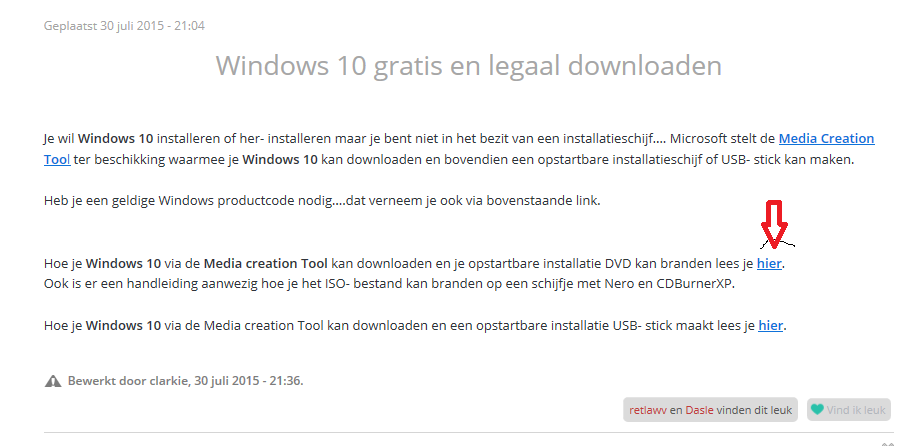 Geplaatst 30 juli 2015 - 21:04
Windows 10 gratis en legaal downloaden
Je wil Windows 10 installeren of her- installeren maar je bent niet in het bezit van een installatieschijf.... Microsoft stelt de Media Creation
Tool ter beschikking waarmee je Windows 10 kan downloaden en bovendien een opstartbare installatieschijf of USB- stick kan maken.
Heb je een geldige Windows productcode nodig....dat verneem je ook via bovenstaande link.
Hoe je Windows 10 via de Media creation Tool kan downloaden en je opstartbare installatie DVD kan branden lees je hier.
Ook is er een handleiding aanwezig hoe je het ISO- bestand kan branden op een schijfje met Nero en CDBurnerXP.
Hoe je Windows 10 via de Media creation Tool kan downloaden en een opstartbare installatie USB- stick maakt lees je hier.
Bewerkt door clarkie, 30 juli 2015 - 21:36.
retlawv en Dasle vinden dit leuk Vind ik leuk